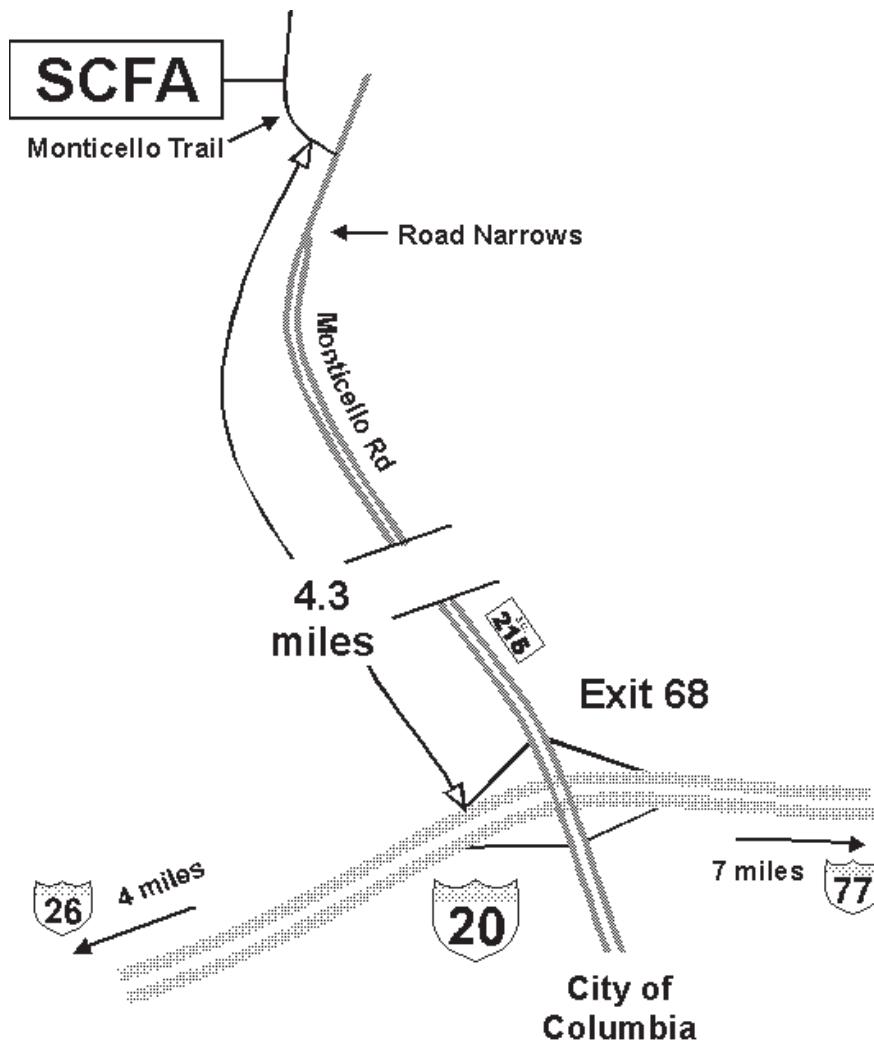 SCFA
Monticello Trail
Road Narrows
Monticello Rd
4.3
miles
SC
215
Exit 68
4 miles
26
20
7 miles
77
City of
Columbia